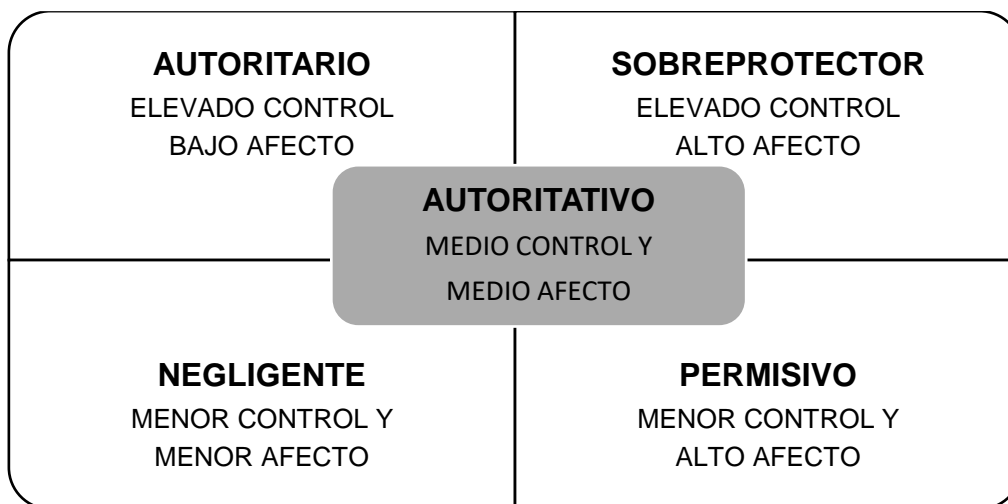 AUTORITARIO
ELEVADO CONTROL
BAJO AFECTO
SOBREPROTECTOR
ELEVADO CONTROL
ALTO AFECTO
AUTORITATIVO
MEDIO CONTROL Y
MEDIO AFECTO
NEGLIGENTE
MENOR CONTROL Y
MENOR AFECTO
PERMISIVO
MENOR CONTROL Y
ALTO AFECTO